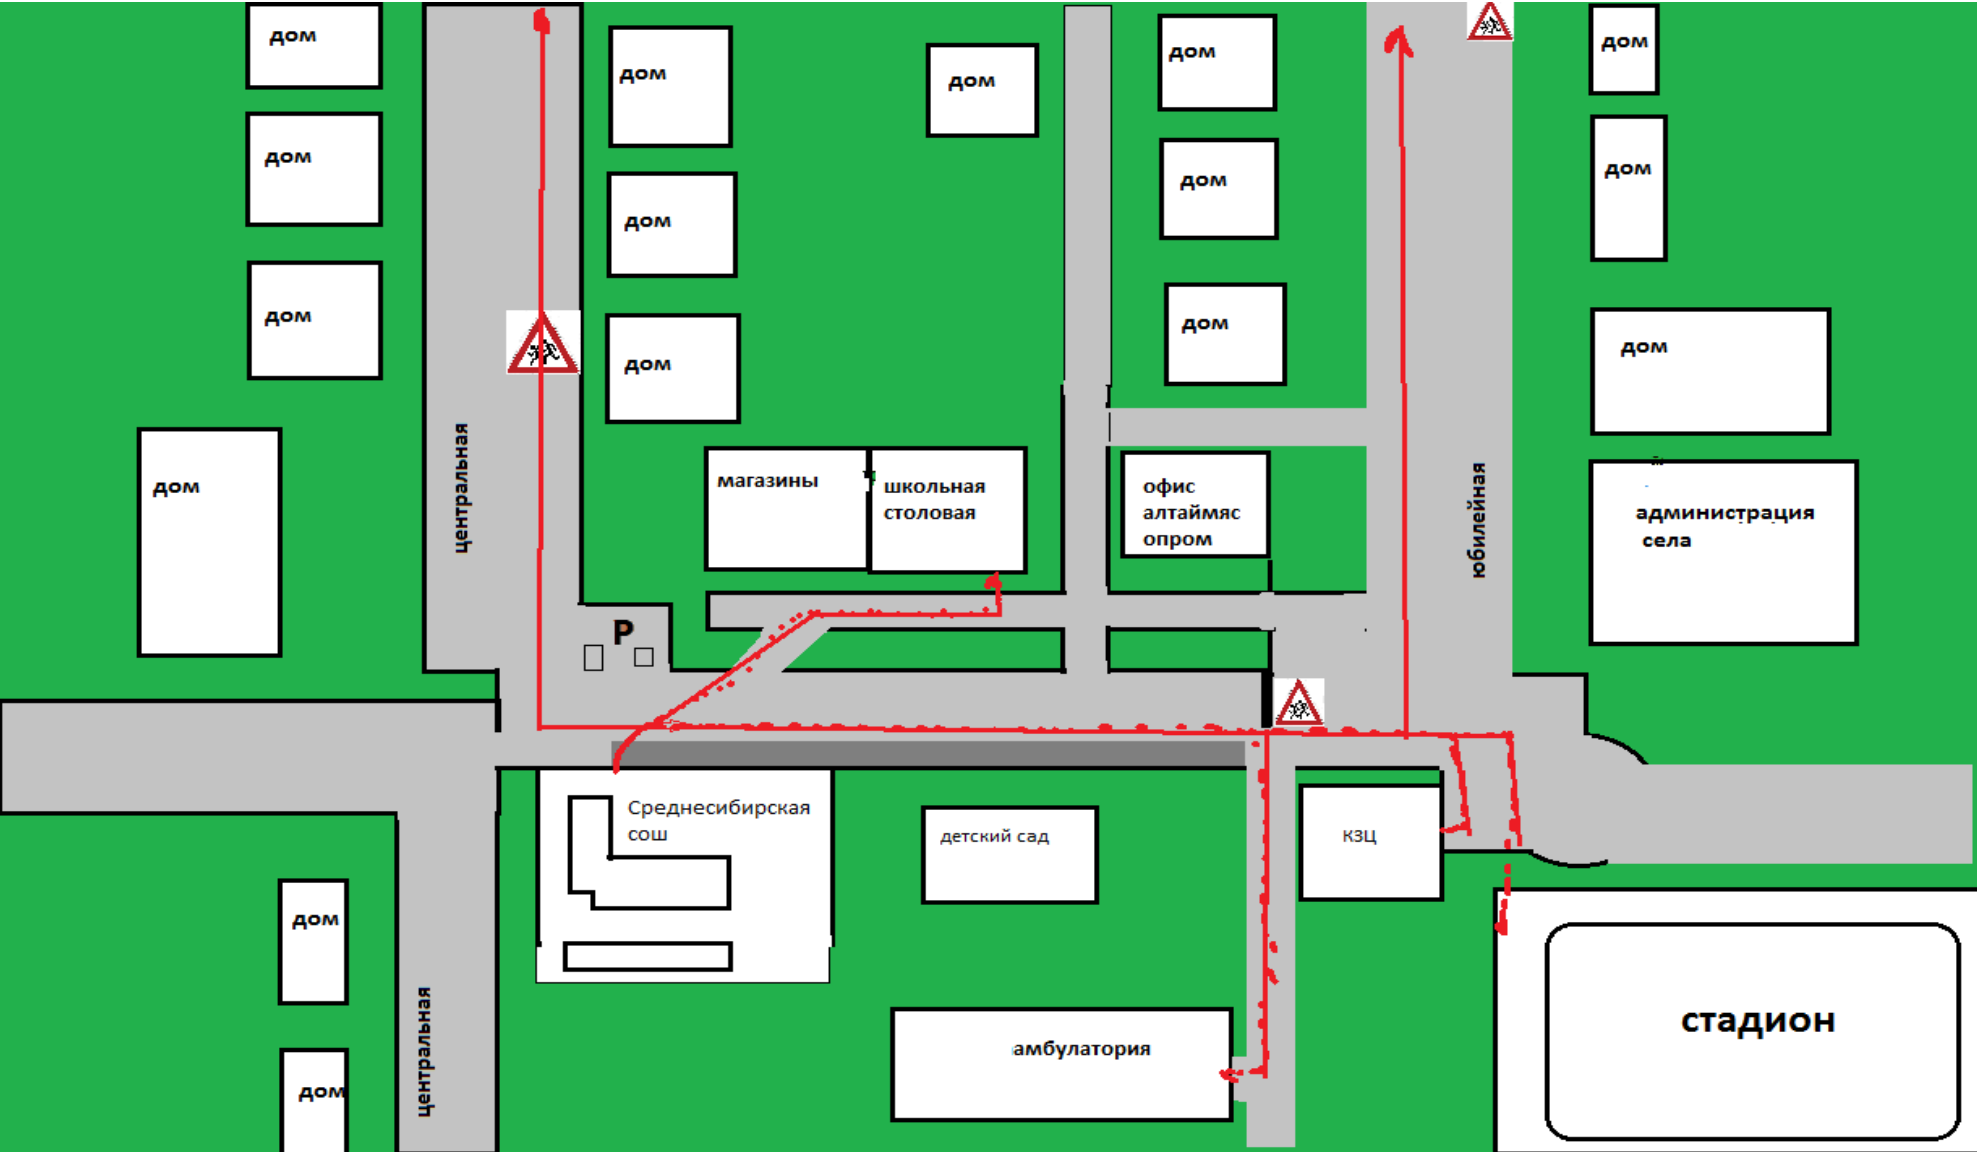 дом
дом
дом
дом
дом
дом
дом
дом
дом
дом
дом
дом
дом
дом
центральная
дом
магазины
школьная
столовая
офис
алтаймяс
опром
юбилейная
администрация
села
Р
Среднесибирская
сош
детский сад
кзц
дом
центральная
амбулатория
стадион
дом